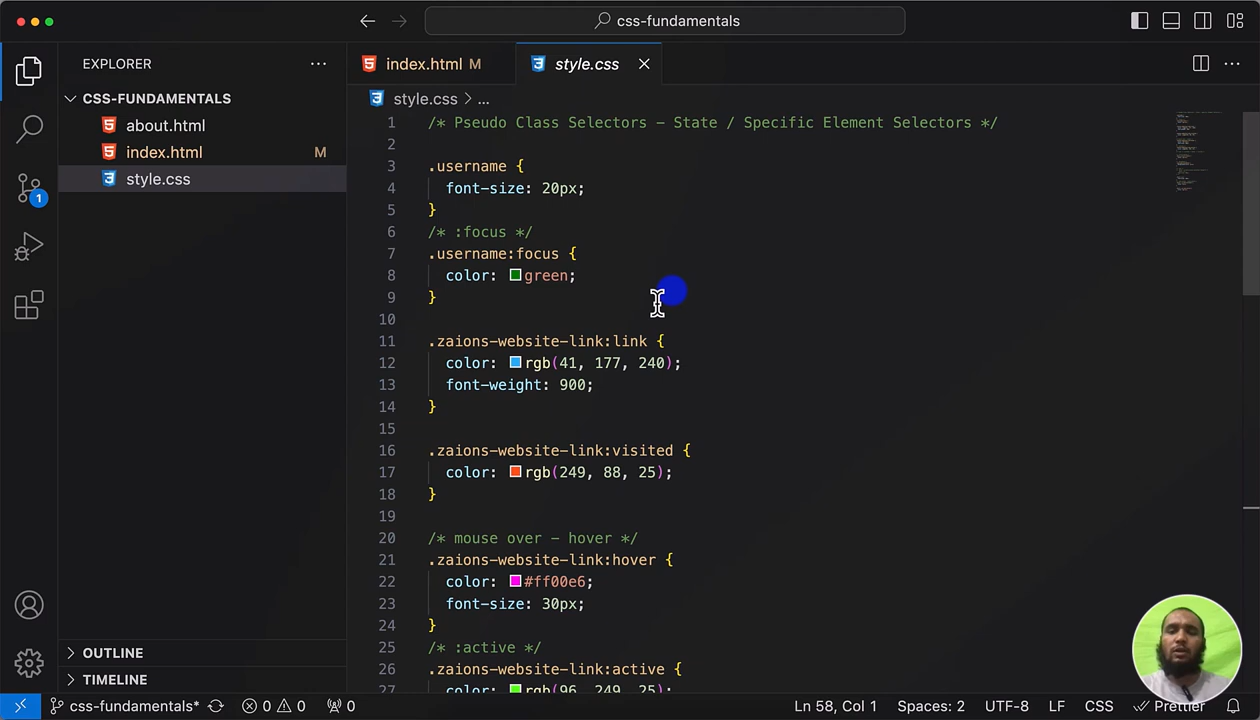 css-fundamentals
EXPLORER
index.html M
style.css
CSS-FUNDAMENTALS
about.html
index.html M
style.css
1
style.css > ...
1 /* Pseudo Class Selectors - State / Specific Element Selectors */
2
3 .username {
4 font-size: 20px;
5 }
6 /* :focus */
7 .username:focus {
8 color: green;
9 }
10
11 .zaions-website-link:link {
12 color: rgb(41, 177, 240);
13 font-weight: 900;
14 }
15
16 .zaions-website-link:visited {
17 color: rgb(249, 88, 25);
18 }
19
20 /* mouse over - hover */
21 .zaions-website-link:hover {
22 color: #ff00e6;
23 font-size: 30px;
24 }
25 /* :active */
26 .zaions-website-link:active {
27 color: rgb(96, 249, 25);
OUTLINE
TIMELINE
css-fundamentals* 0 0 0 Ln 58, Col 1 Spaces: 2 UTF-8 LF CSS Prettier